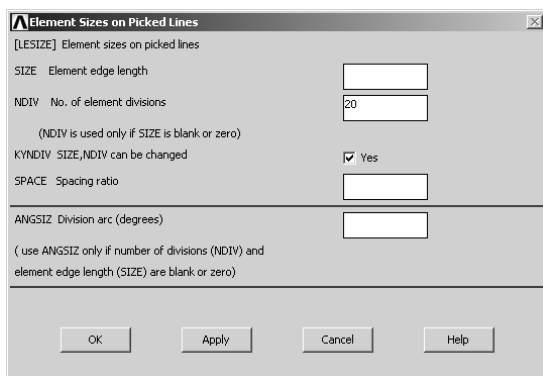 Element Sizes on Picked Lines
[LESIZE] Element sizes on picked lines
SIZE Element edge length
NDIV No. of element divisions 20
(NDIV is used only if SIZE is blank or zero)
KYNDIV SIZE,NDIV can be changed Yes
SPACE Spacing ratio
ANGSIZ Division arc (degrees)
( use ANGSIZ only if number of divisions (NDIV) and
element edge length (SIZE) are blank or zero)
OK Apply Cancel Help